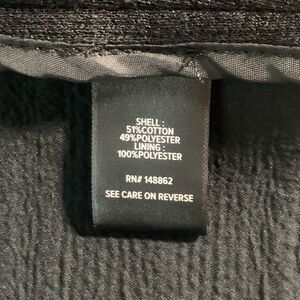 SHELL :
51%COTTON
49%POLYESTER
LINING :
100%POLYESTER
RN# 148862
SEE CARE ON REVERSE